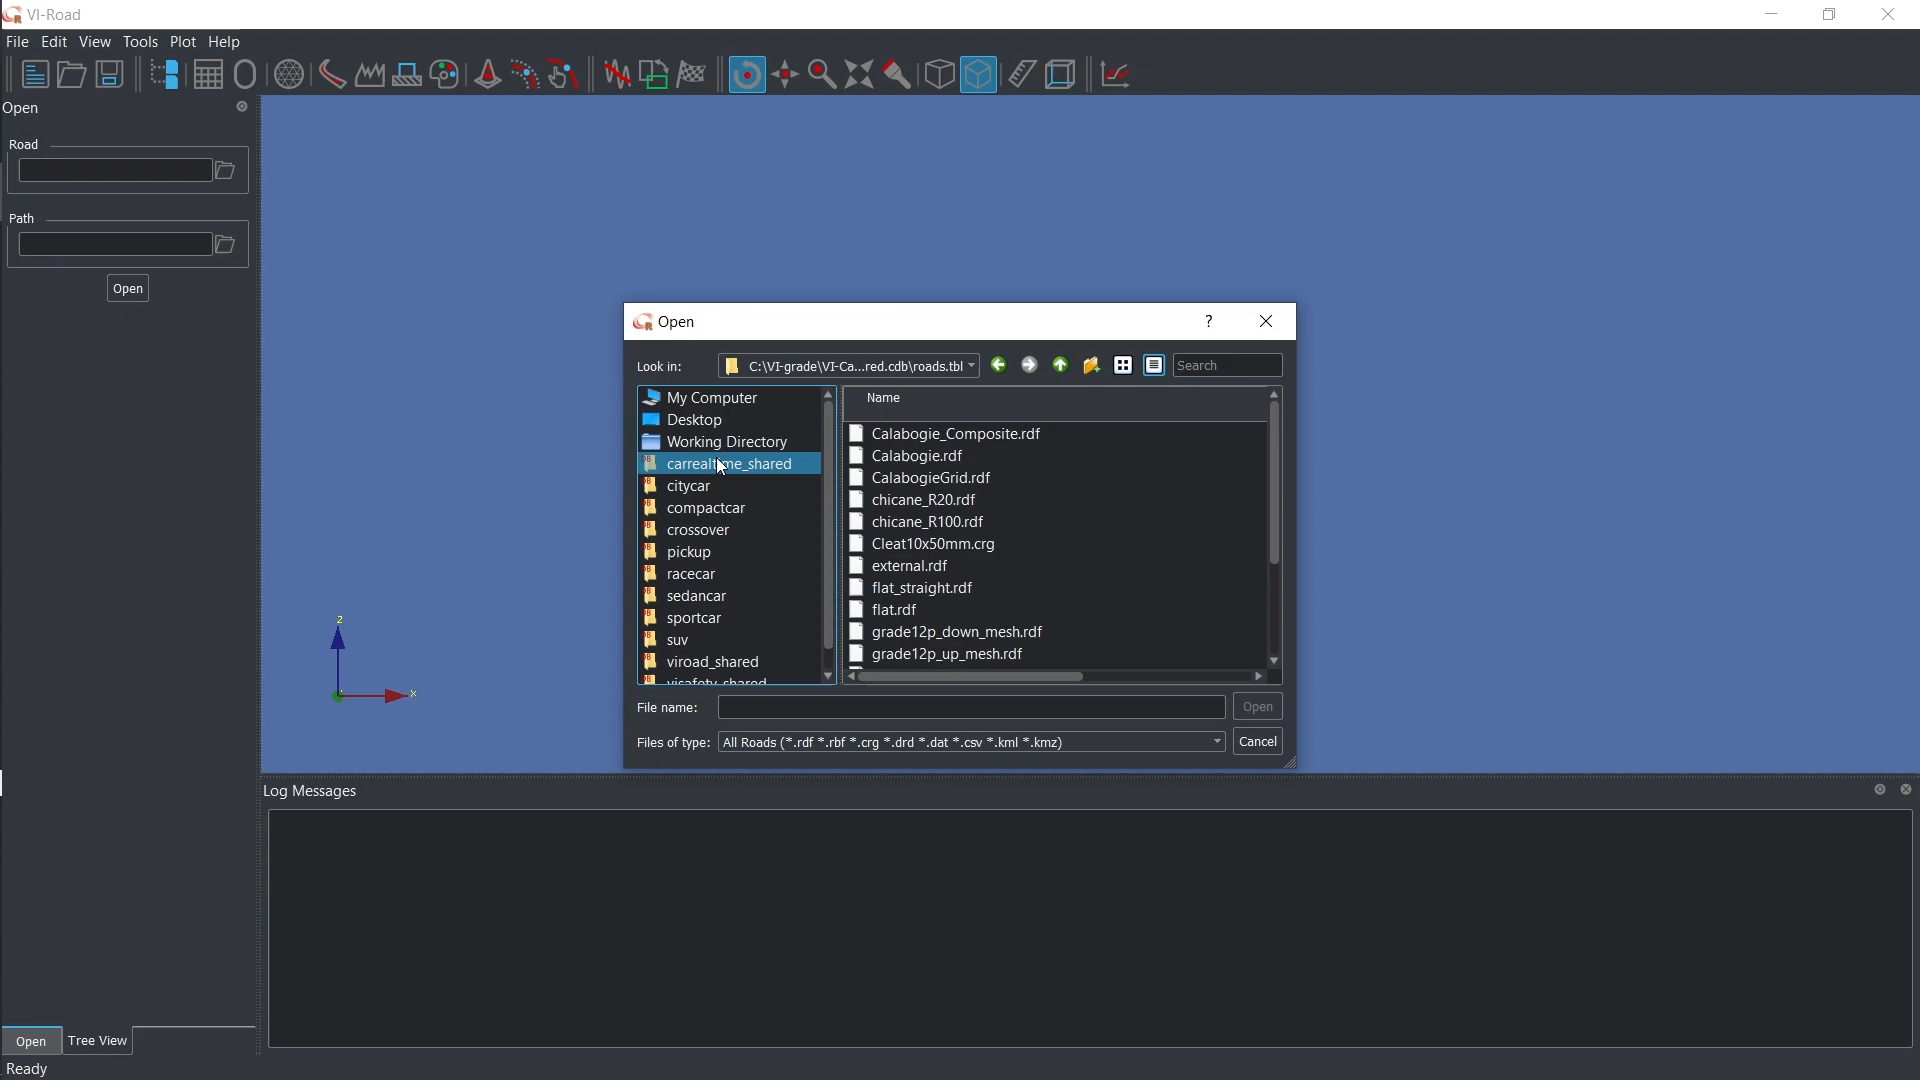 VI-Road
File Edit View Tools Plot Help
Open
Road
Path
Open
Open
Look in: C:\VI-grade\VI-Ca...red.cdb\roads.tbl Search
My Computer
Desktop
Working Directory
carrealtime_shared
citycar
compactcar
crossover
pickup
racecar
sedancar
sportcar
suv
viroad_shared
visafety_shared
Name
Calabogie_Composite.rdf
Calabogie.rdf
CalabogieGrid.rdf
chicane_R20.rdf
chicane_R100.rdf
Cleat10x50mm.crg
external.rdf
flat_straight.rdf
flat.rdf
grade12p_down_mesh.rdf
grade12p_up_mesh.rdf
File name: Open
Files of type: All Roads (*.rdf *.rbf *.crg *.drd *.dat *.csv *.kml *.kmz) Cancel
z
x
Log Messages
Open Tree View
Ready